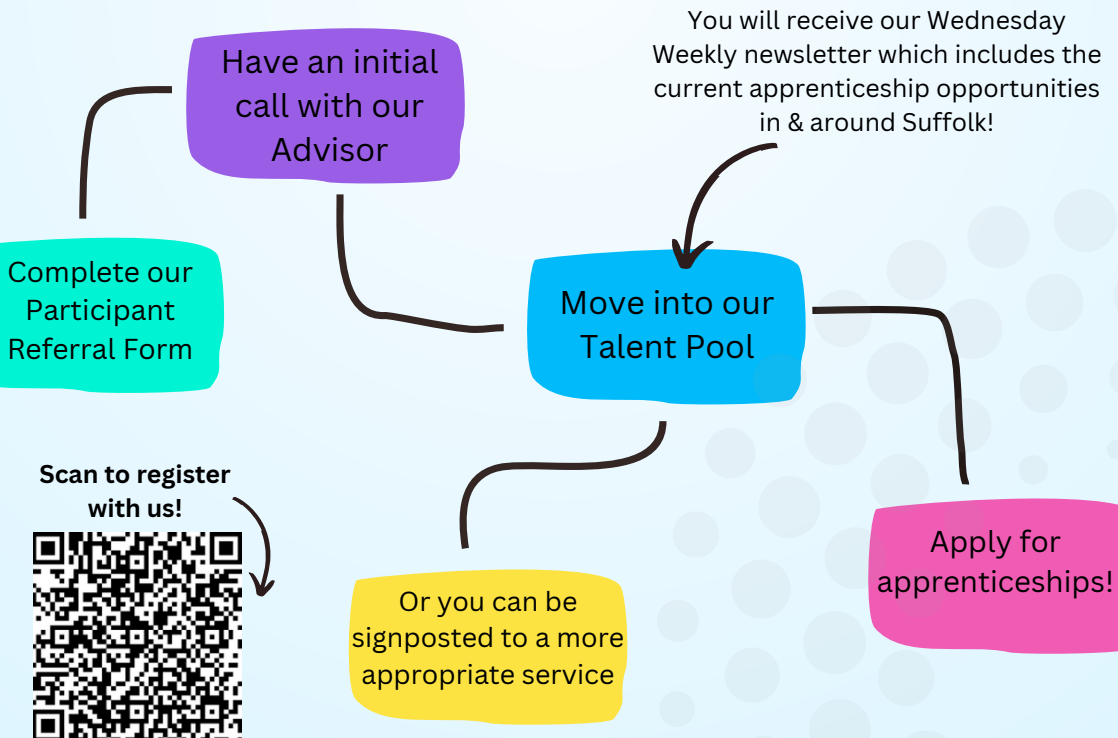 Have an initial
call with our
Advisor
You will receive our Wednesday
Weekly newsletter which includes the
current apprenticeship opportunities
in & around Suffolk!
Complete our
Participant
Referral Form
Move into our
Talent Pool
Scan to register
with us!
Or you can be
signposted to a more
appropriate service
Apply for
apprenticeships!